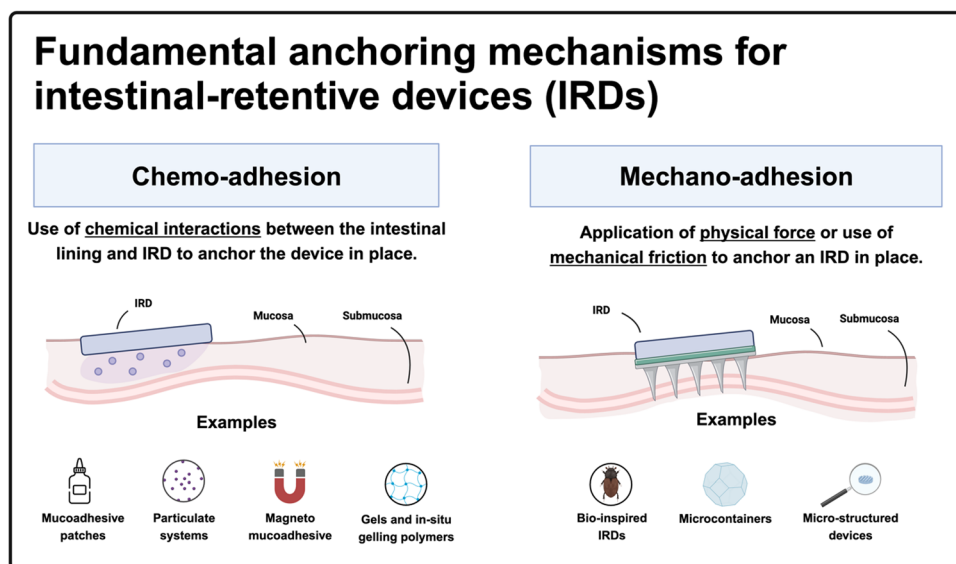 Fundamental anchoring mechanisms for
intestinal-retentive devices (IRDs)
Chemo-adhesion
Use of chemical interactions between the intestinal
lining and IRD to anchor the device in place.
IRD
Mucosa
Submucosa
Examples
Mucoadhesive
patches
Particulate
systems
Magneto
mucoadhesive
Gels and in-situ
gelling polymers
Mechano-adhesion
Application of physical force or use of
mechanical friction to anchor an IRD in place.
IRD
Mucosa
Submucosa
Examples
Bio-inspired
IRDs
Microcontainers
Micro-structured
devices